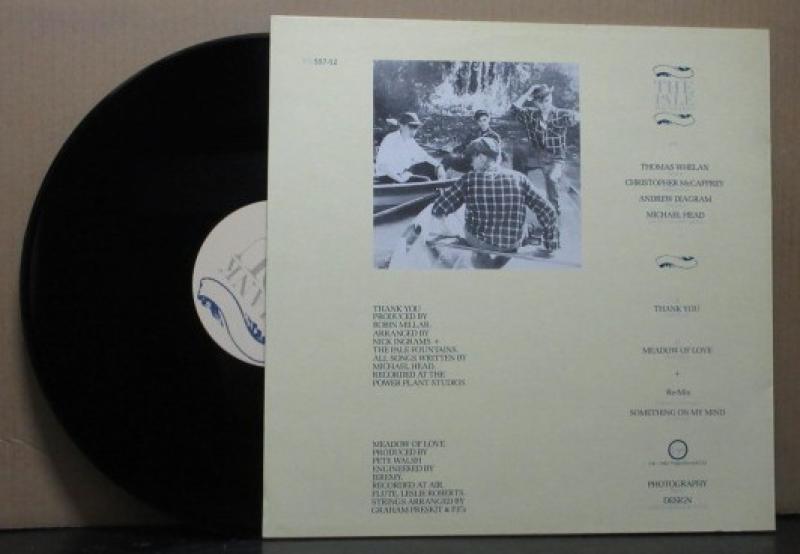 557-12
THANK YOU
PRODUCED BY
ROBIN MILLAR.
ARRANGED BY
NICK INGRAMS +
THE PALE FOUNTAINS.
ALL SONGS WRITTEN BY
MICHAEL HEAD.
RECORDED AT THE
POWER PLANT STUDIOS
MEADOW OF LOVE
PRODUCED BY
PETE WALSH
ENGINEERED BY
JEREMY.
RECORDED AT AIR.
FLUTE, LESLIE ROBERTS.
STRINGS ARRANGED BY
GRAHAM PRESKIT & P.F.'s
THE
PALE
THOMAS WHELAN
CHRISTOPHER McCAFFREY
ANDREW DIAGRAM
MICHAEL HEAD
THANK YOU
MEADOW OF LOVE
+
Re-Mix
SOMETHING ON MY MIND
PHOTOGRAPHY
DESIGN